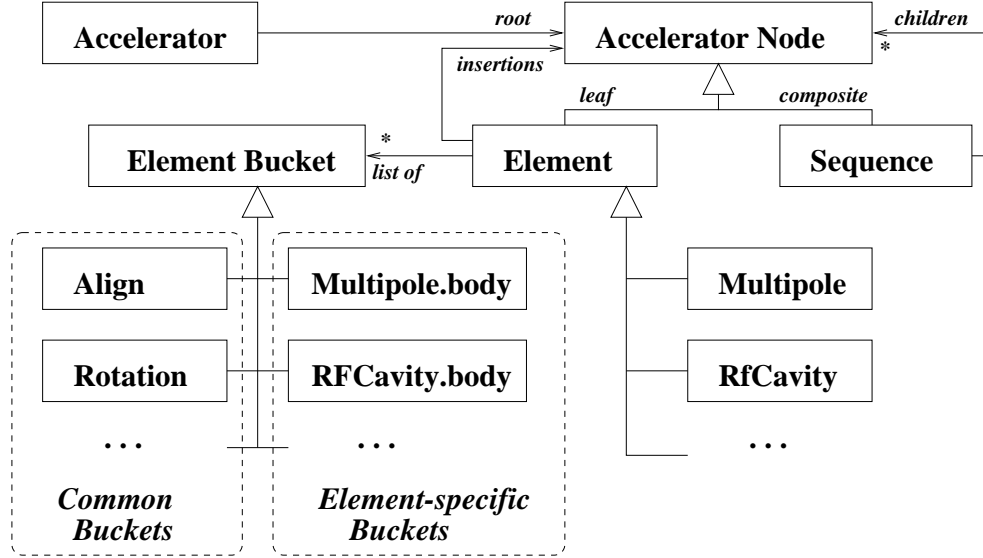 Accelerator
root
Accelerator Node
children
*
insertions
leaf
composite
Element Bucket
*
list of
Element
Sequence
Align
Multipole.body
Multipole
Rotation
RFCavity.body
RfCavity
...
...
...
Common
Buckets
Element-specific
Buckets